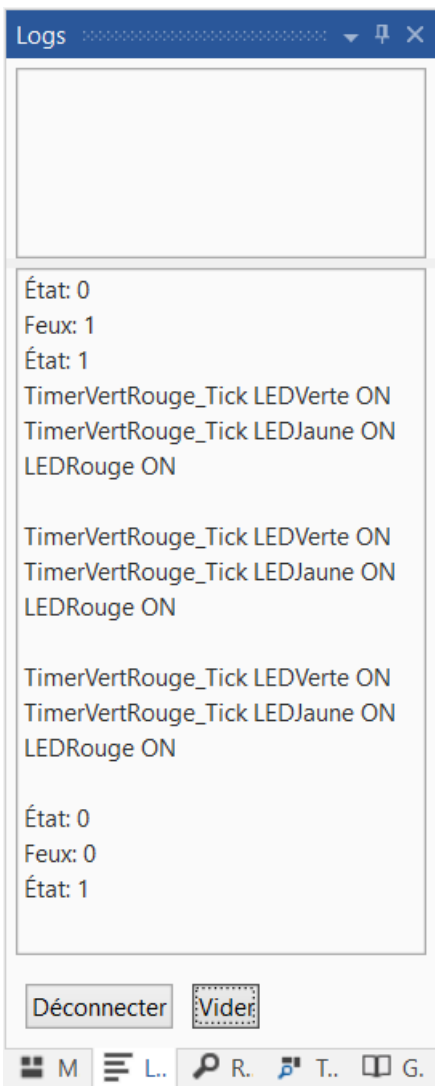 Logs
État: 0
Feux: 1
État: 1
TimerVertRouge_Tick LEDVerte ON
TimerVertRouge_Tick LEDJaune ON
LEDRouge ON
TimerVertRouge_Tick LEDVerte ON
TimerVertRouge_Tick LEDJaune ON
LEDRouge ON
TimerVertRouge_Tick LEDVerte ON
TimerVertRouge_Tick LEDJaune ON
LEDRouge ON
État: 0
Feux: 0
État: 1
Déconnecter Vider
M L.. R. T.. G.